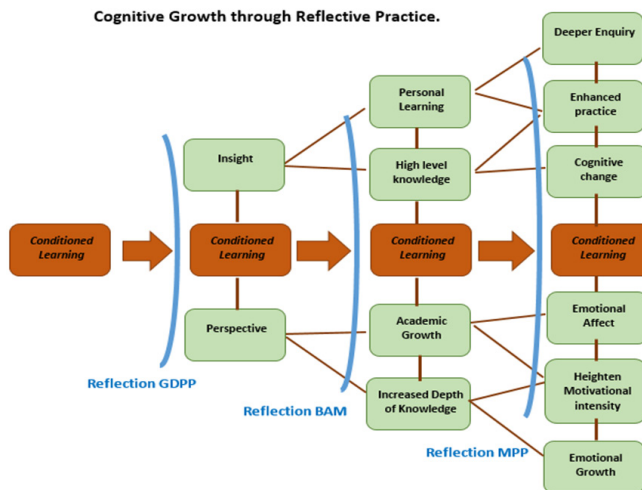 Cognitive Growth through Reflective Practice.
Deeper Enquiry
Personal
Learning
Enhanced
practice
Insight
High level
knowledge
Cognitive
change
Conditioned
Learning
Conditioned
Learning
Conditioned
Learning
Conditioned
Learning
Perspective
Academic
Growth
Emotional
Affect
Reflection GDPP
Increased Depth
of Knowledge
Heighten
Motivational
intensity
Reflection BAM
Reflection MPP
Emotional
Growth